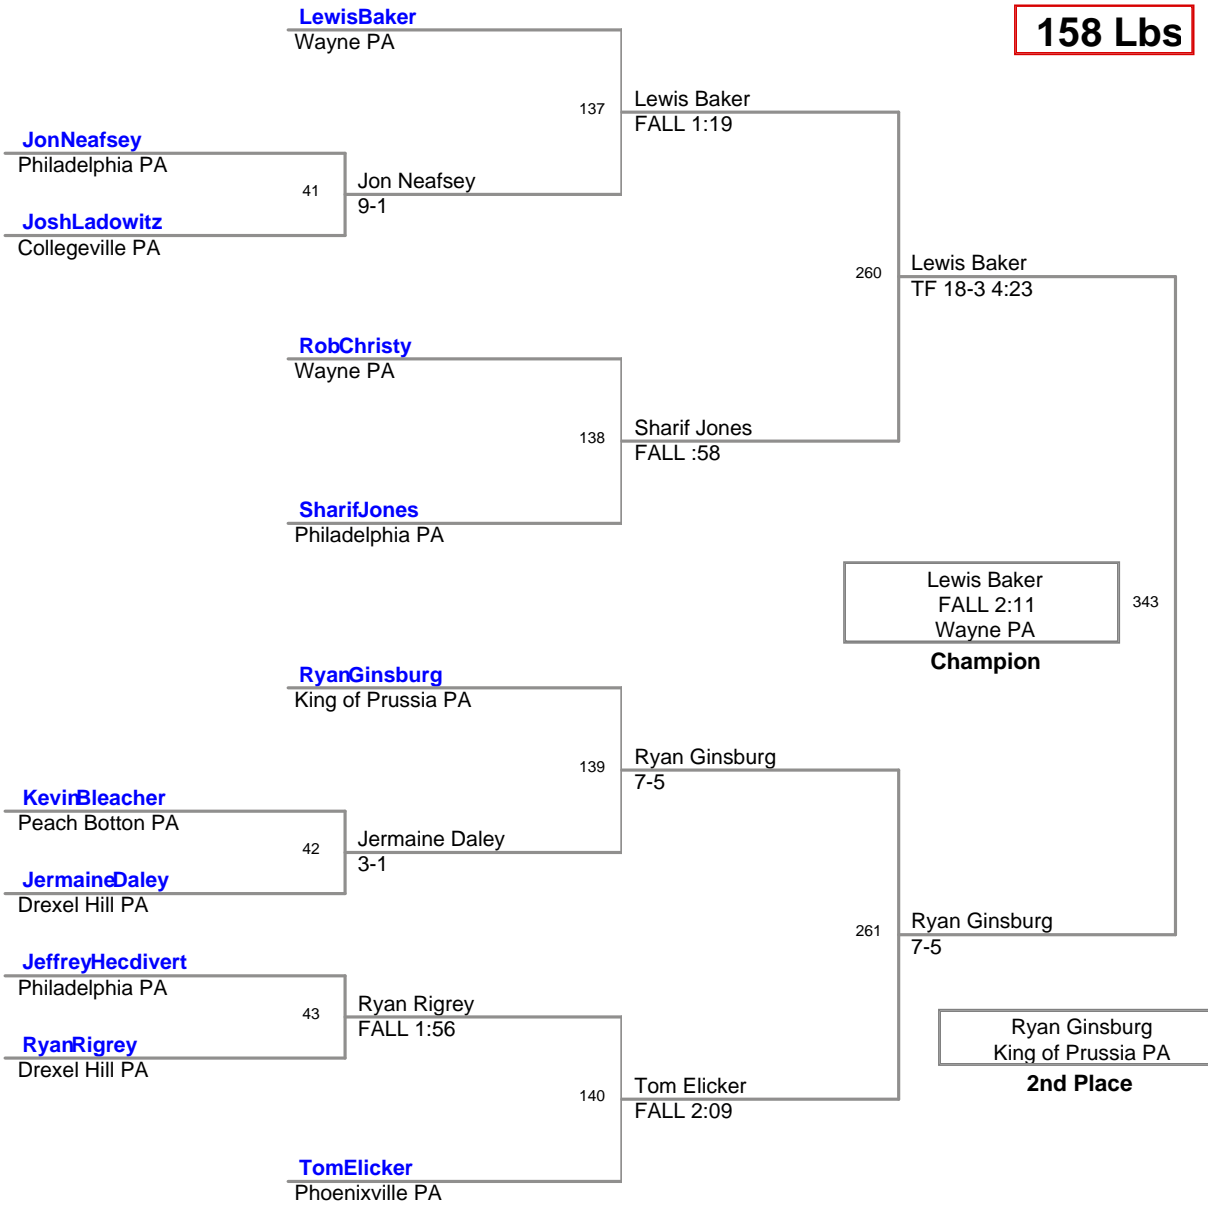 LewisBaker
Wayne PA
158 Lbs
137
Lewis Baker
FALL 1:19
JonNeafsey
Philadelphia PA
41
Jon Neafsey
9-1
JoshLadowitz
Collegeville PA
260
Lewis Baker
TF 18-3 4:23
RobChristy
Wayne PA
138
Sharif Jones
FALL :58
SharifJones
Philadelphia PA
Lewis Baker
FALL 2:11
Wayne PA
343
Champion
RyanGinsburg
King of Prussia PA
139
Ryan Ginsburg
7-5
KevinBleacher
Peach Botton PA
42
Jermaine Daley
3-1
JermaineDaley
Drexel Hill PA
261
Ryan Ginsburg
7-5
JeffreyHecdivert
Philadelphia PA
43
Ryan Rigrey
FALL 1:56
RyanRigrey
Drexel Hill PA
Ryan Ginsburg
King of Prussia PA
2nd Place
140
Tom Elicker
FALL 2:09
TomElicker
Phoenixville PA